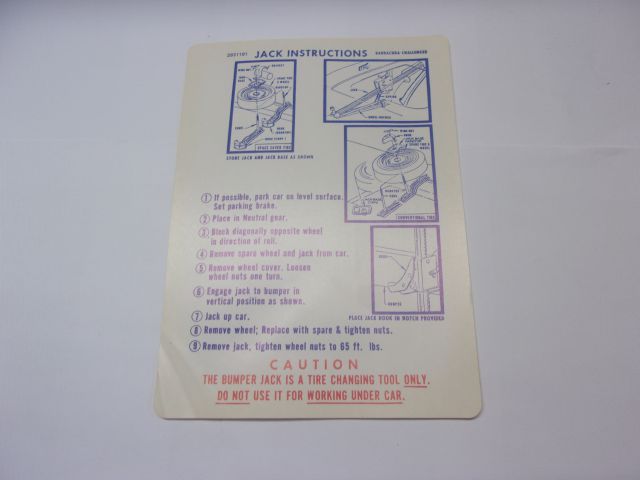 JACK INSTRUCTIONS
BARRACUDA-CHALLENGER
SPACE SAVER TIRE
STORE JACK AND JACK BASE AS SHOWN
CONVENTIONAL TIRE
① If possible, park car on level surface.
Set parking brake.
② Place in Neutral gear.
③ Block diagonally opposite wheel
in direction of roll.
④ Remove spare wheel and jack from car.
⑤ Remove wheel cover. Loosen
wheel nuts one turn.
⑥ Engage jack to bumper in
vertical position as shown.
⑦ Jack up car.
⑧ Remove wheel; Replace with spare & tighten nuts.
⑨ Remove jack, tighten wheel nuts to 65 ft. lbs.
PLACE JACK HOOK IN NOTCH PROVIDED
CAUTION
THE BUMPER JACK IS A TIRE CHANGING TOOL ONLY.
DO NOT USE IT FOR WORKING UNDER CAR.